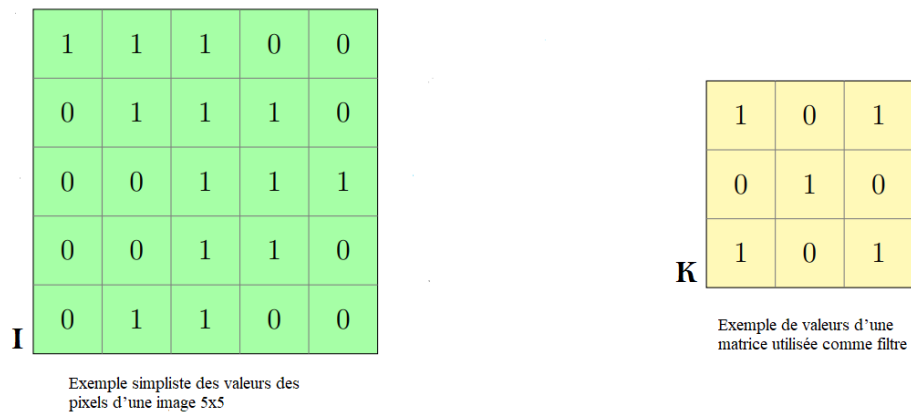 1 1 1 0 0
0 1 1 1 0
0 0 1 1 1
0 0 1 1 0
0 1 1 0 0
I
Exemple simpliste des valeurs des
pixels d'une image 5x5
1 0 1
0 1 0
1 0 1
K
Exemple de valeurs d'une
matrice utilisée comme filtre